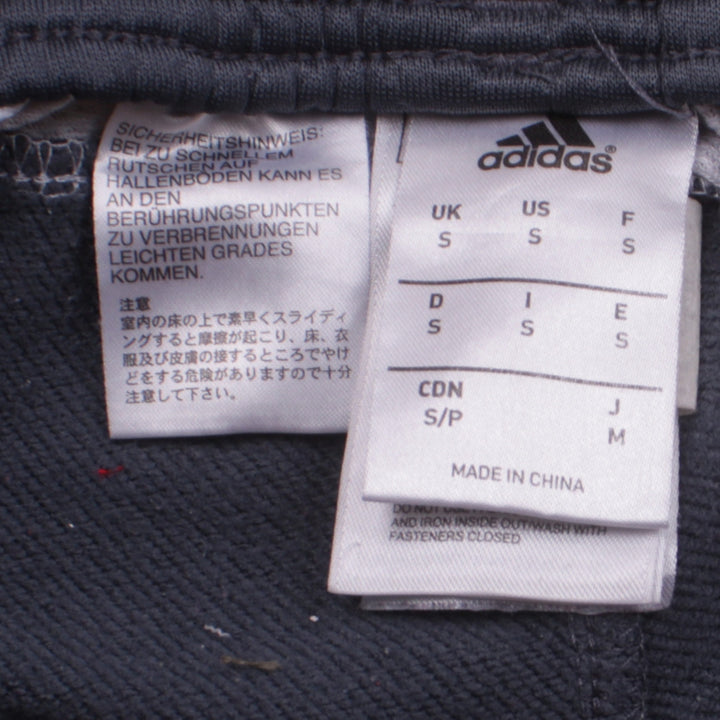 SICHERHEITSHINWEIS:
BEI ZU SCHNELLEM
RUTSCHEN AUF
HALLENBÖDEN KANN ES
AN DEN
BERÜHRUNGSPUNKTEN
ZU VERBRENNUNGEN
LEICHTEN GRADES
KOMMEN.
注意
室内の床の上で素早くスライディ
ングすると摩擦が起こり、床、衣
服及び皮膚の接するところでやけ
どをする危険がありますので十分
注意して下さい。
adidas®
UK US F
S S S
D I E
S S S
CDN J
S/P M
MADE IN CHINA
DO NOT USE
AND IRON INSIDE OUT/WASH WITH
FASTENERS CLOSED